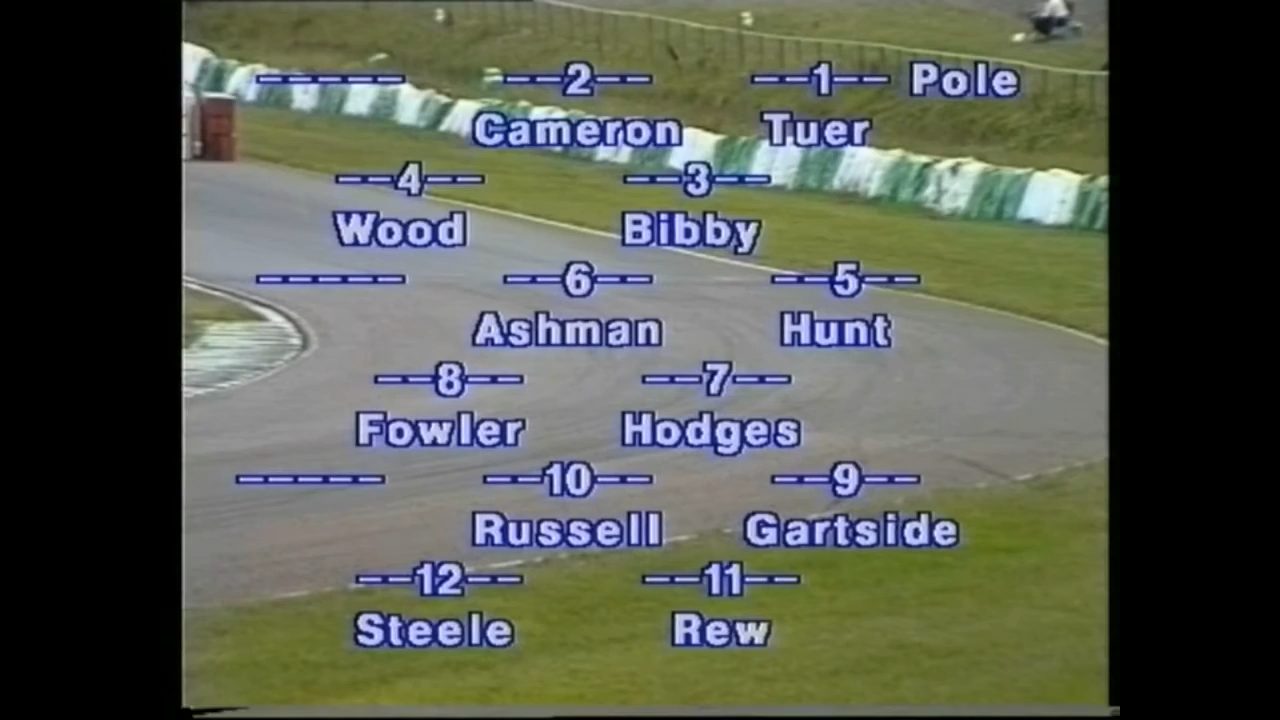 ----- --2-- --1-- Pole
Cameron Tuer
--4-- --3--
Wood Bibby
----- --6-- --5--
Ashman Hunt
--8-- --7--
Fowler Hodges
----- --10-- --9--
Russell Gartside
--12-- --11--
Steele Rew